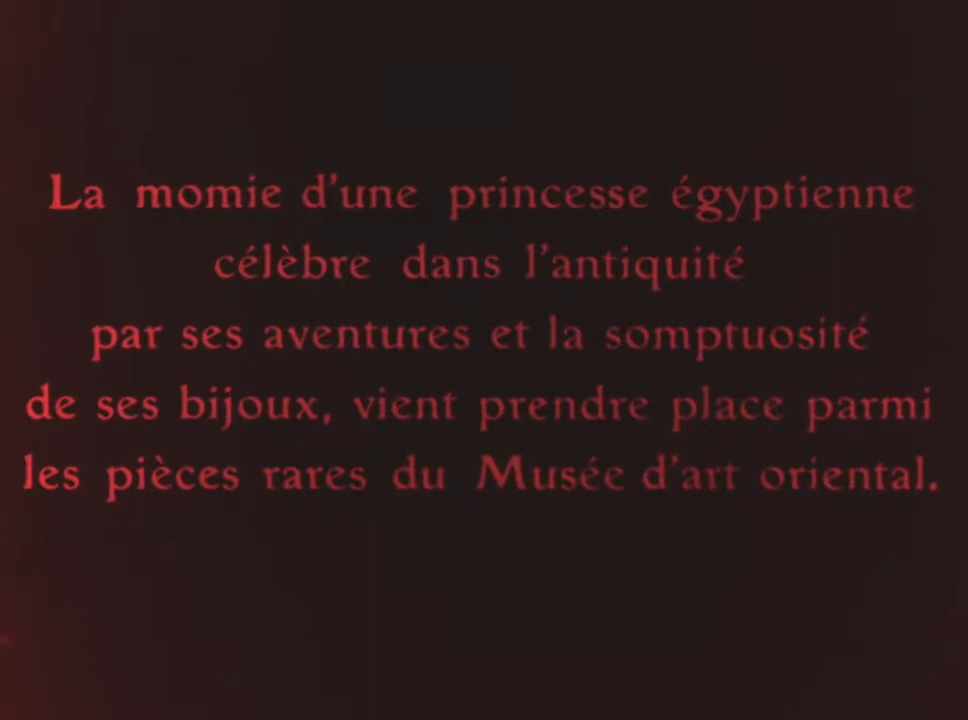 La momie d'une princesse égyptienne
célèbre dans l'antiquité
par ses aventures et la somptuosité
de ses bijoux, vient prendre place parmi
les pièces rares du Musée d'art oriental.